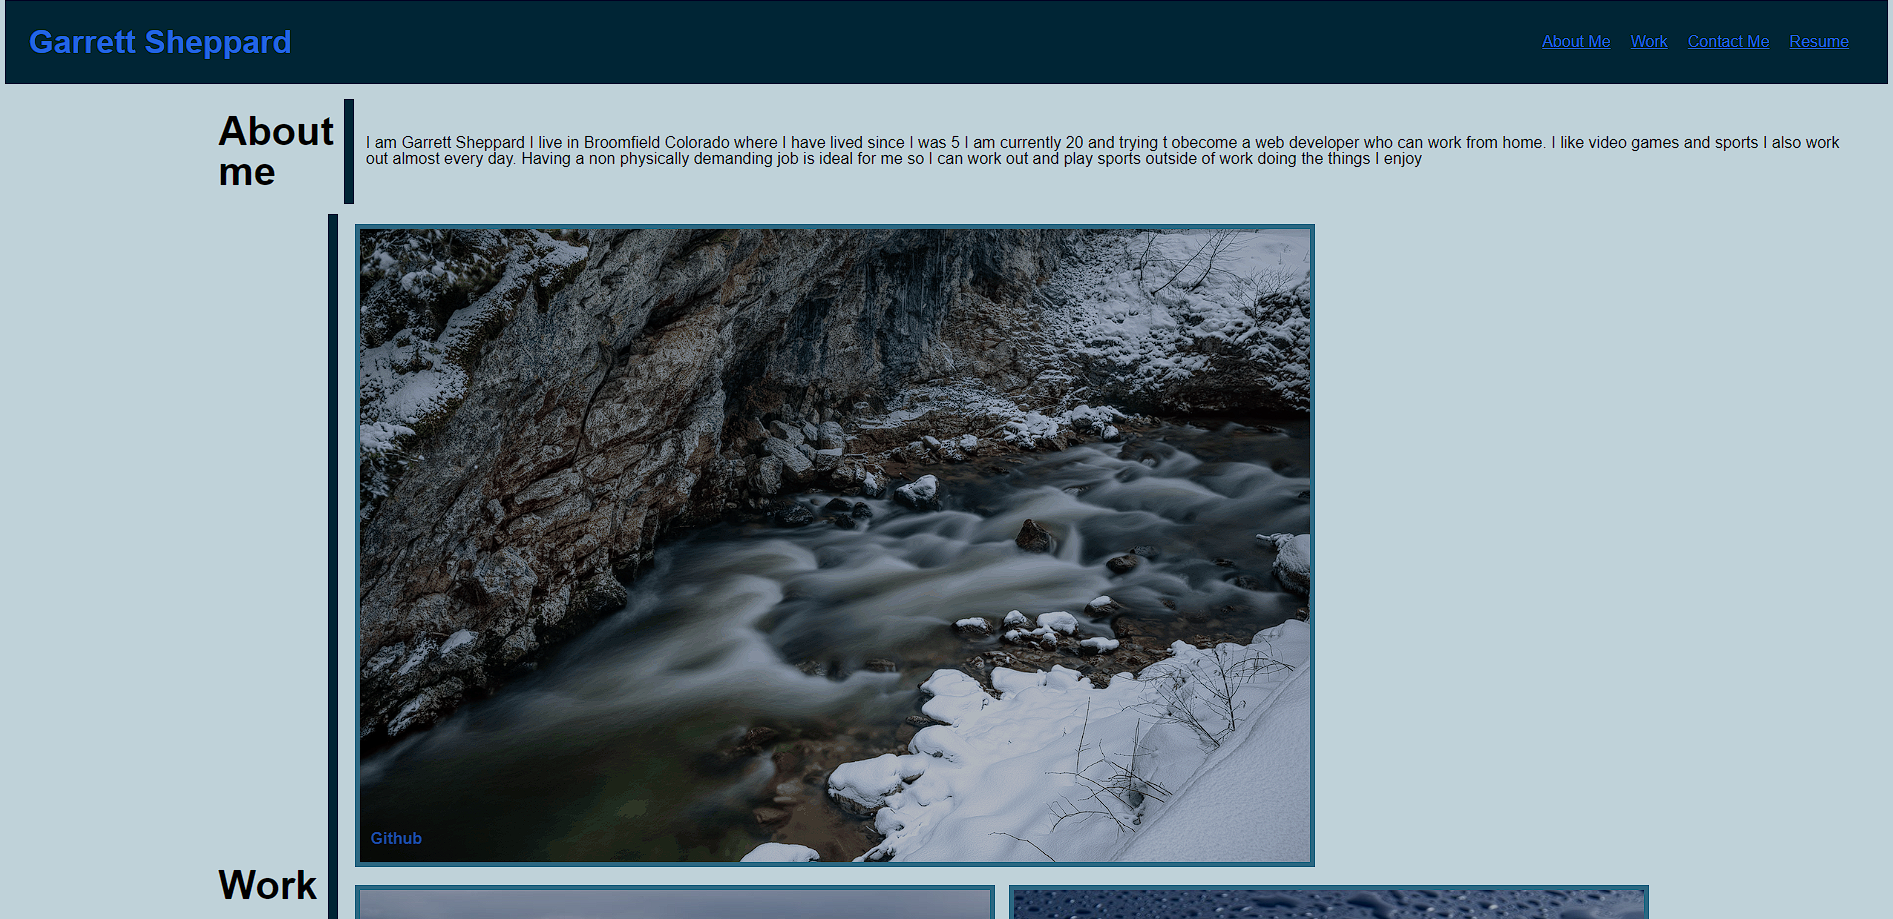 Garrett Sheppard
About Me Work Contact Me Resume
About
me
I am Garrett Sheppard I live in Broomfield Colorado where I have lived since I was 5 I am currently 20 and trying t obecome a web developer who can work from home. I like video games and sports I also work
out almost every day. Having a non physically demanding job is ideal for me so I can work out and play sports outside of work doing the things I enjoy
Github
Work